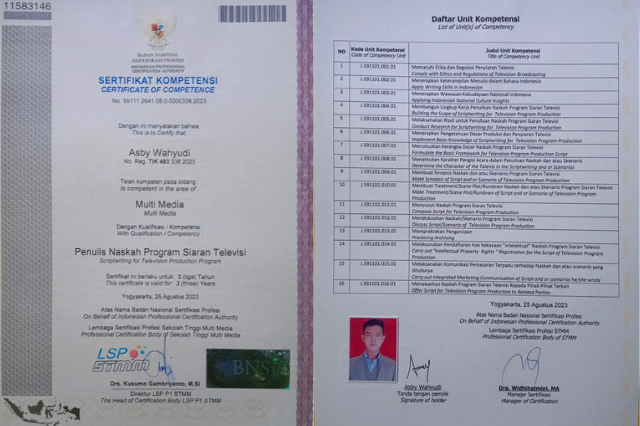 11583146
BADAN NASIONAL
SERTIFIKASI PROFESI
INDONESIAN PROFESSIONAL
CERTIFICATION AUTHORITY
SERTIFIKAT KOMPETENSI
CERTIFICATE OF COMPETENCE
No. 59111 2641 08 0.0000338 2023
Dengan ini menyatakan bahwa,
This is to Certify that,
Asby Wahyudi
No. Reg. TIK 483 338 2023
Telah kompeten pada bidang
Is competent in the area of :
Multi Media
Multi Media
Dengan Kualifikasi / Kompetensi
With Qualification / Competency
Penulis Naskah Program Siaran Televisi
Scriptwriting for Television Production Program
Sertifikat ini berlaku untuk 3 (tiga) Tahun
This certificate is valid for 3 (three) Years
Yogyakarta, 25 Agustus 2023
Atas Nama Badan Nasional Sertifikasi Profesi
On Behalf of Indonesian Professional Certification Authority
Lembaga Sertifikasi Profesi Sekolah Tinggi Multi Media
Professional Certification Body of Sekolah Tinggi Multi Media
LSP
STMM
BNS
Drs. Kusumo Gambriyanto, M.Si
Direktur LSP P1 STMM
The Head of Certification Body LSP P1 STMM
Daftar Unit Kompetensi
List of Unit(s) of Competency
NO Kode Unit Kompetensi Judul Unit Kompetensi
Code of Competency Unit Title of Competency Unit
1 J.591101.001.01 Mematuhi Etika dan Regulasi Penyiaran Televisi
Comply with Ethics and Regulations of Television Broadcasting
2 J.591101.002.01 Menerapkan Keterampilan Menulis dalam Bahasa Indonesia
Apply Writing Skills in Indonesian
3 J.591101.003.01 Menerapkan Wawasan Kebudayaan Nasional Indonesia
Applying Indonesian National Culture Insights
4 J.591101.004.01 Membangun Lingkup Kerja Penulisan Naskah Program Siaran Televisi
Building the Scope of Scriptwriting for Television Program Production
5 J.591101.005.01 Melaksanakan Riset untuk Penulisan Naskah Program Siaran Televisi
Conduct Research for Scriptwriting for Television Program Production
6 J.591101.006.01 Menerapkan Pengetahuan Dasar Produksi dan Penyiaran Televisi
Implement Basic Knowledge of Scriptwriting for Television Program Production
7 J.591101.007.01 Merumuskan Kerangka Dasar Naskah Program Siaran Televisi
Formulate the Basic Framework for Television Program Production Script
8 J.591101.008.01 Menentukan Karakter Pengisi Acara dalam Penulisan Naskah dan atau Skenario
Determine the Character of the Talents in the Scriptwriting and or Scenarios
9 J.591101.009.01 Membuat Sinopsis Naskah dan atau Skenario Program Siaran Televisi
Make Synopsis of Script and or Scenario of Television Program Production
10 J.591101.010.01 Membuat Treatment/Scene Plot/Rundown Naskah dan atau Skenario Program Siaran Televisi
Make Treatment/Scene Plot/Rundown of Script and or Scenario of Television Program Production
11 J.591101.011.01 Menyusun Naskah Program Siaran Televisi
Compose Script for Television Program Production
12 J.591101.012.01 Mendiskusikan Naskah/Skenario Program Siaran Televisi
Discuss Script/Scenario of Television Program Production
13 J.591101.013.01 Mempraktekan Pengarsipan
Practicing Archiving
14 J.591101.014.01 Melaksanakan Pendaftaran Hak Kekayaan "Intelektual" Naskah Program Siaran Televisi
Carry out "Intellectual Property Rights" Registration for the Script of Television Program Production
15 J.591101.015.01 Melaksanakan Komunikasi Pemasaran Terpadu terhadap Naskah dan atau scenario yang ditulisnya
Carry out Integrated Marketing Communication of Script and or scenarios he/she wrote
16 J.591101.016.01 Menawarkan Naskah Program Siaran Televisi Kepada Pihak-Pihak Terkait
Offer Script for Television Program Production to Related Parties
Yogyakarta, 25 Agustus 2023
Atas Nama Badan Nasional Sertifikasi Profesi
On Behalf of Indonesian Professional Certification Authority
Lembaga Sertifikasi Profesi STMM
Professional Certification Body of STMM
Asby Wahyudi
Tanda tangan pemilik
Signature of holder
Dra. Widhihatmini, MA
Manajer Sertifikasi
Manager of Certification